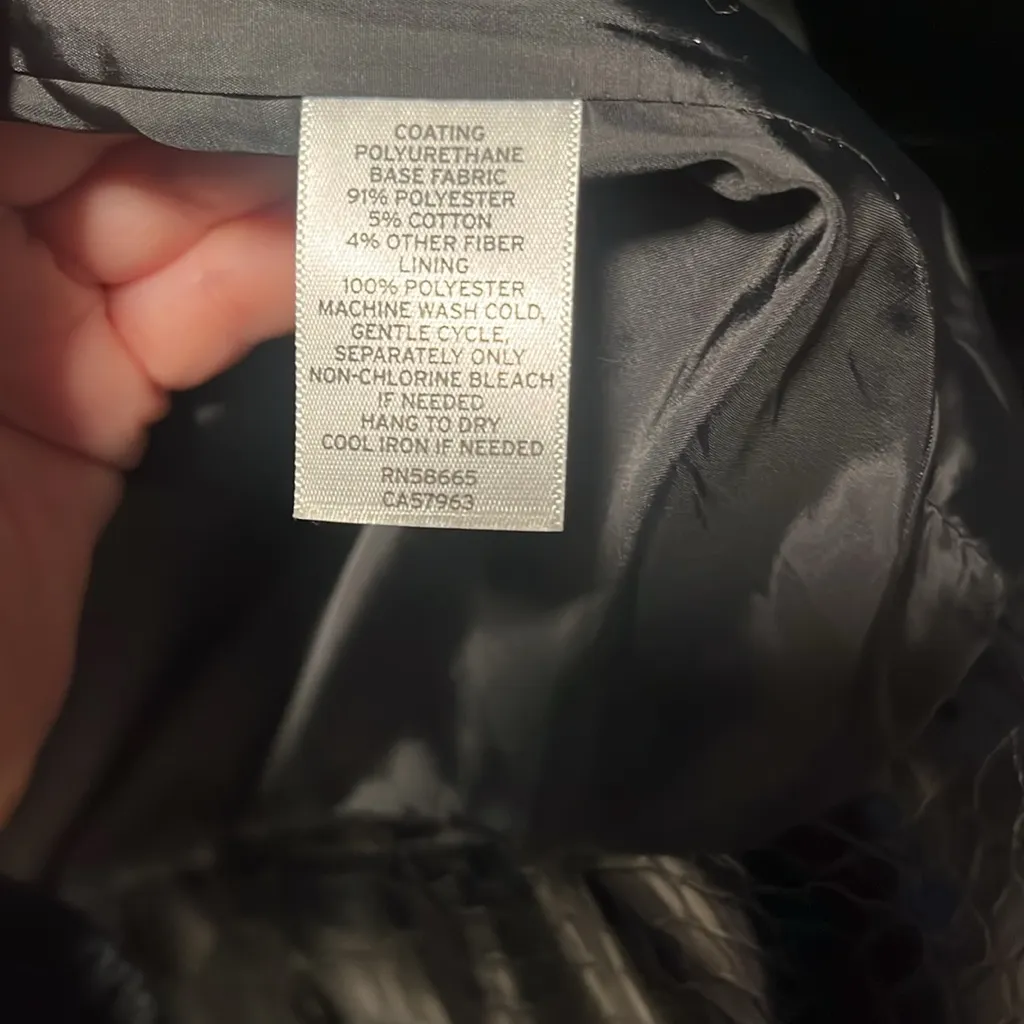 COATING
POLYURETHANE
BASE FABRIC
91% POLYESTER
5% COTTON
4% OTHER FIBER
LINING
100% POLYESTER
MACHINE WASH COLD,
GENTLE CYCLE,
SEPARATELY ONLY
NON-CHLORINE BLEACH
IF NEEDED
HANG TO DRY
COOL IRON IF NEEDED
RN58665
CA57963